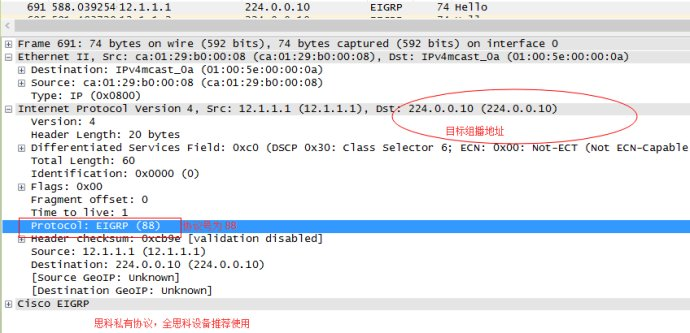 691 588.039254 12.1.1.1 224.0.0.10 EIGRP 74 Hello
Frame 691: 74 bytes on wire (592 bits), 74 bytes captured (592 bits) on interface 0
Ethernet II, Src: ca:01:29:b0:00:08 (ca:01:29:b0:00:08), Dst: IPv4mcast_0a (01:00:5e:00:00:0a)
Destination: IPv4mcast_0a (01:00:5e:00:00:0a)
Source: ca:01:29:b0:00:08 (ca:01:29:b0:00:08)
Type: IP (0x0800)
Internet Protocol Version 4, Src: 12.1.1.1 (12.1.1.1), Dst: 224.0.0.10 (224.0.0.10)
Version: 4
目标组播地址
Header Length: 20 bytes
Differentiated Services Field: 0xc0 (DSCP 0x30: Class Selector 6; ECN: 0x00: Not-ECT (Not ECN-Capable
Total Length: 60
Identification: 0x0000 (0)
Flags: 0x00
Fragment offset: 0
Time to live: 1
Protocol: EIGRP (88) 协议号为 88
Header checksum: 0xcb9e [validation disabled]
Source: 12.1.1.1 (12.1.1.1)
Destination: 224.0.0.10 (224.0.0.10)
[Source GeoIP: Unknown]
[Destination GeoIP: Unknown]
Cisco EIGRP
思科私有协议，全思科设备推荐使用